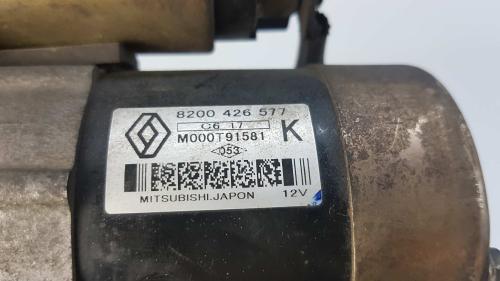 8200 426 577
C6 17
M000T91581 K
053
MITSUBISHI.JAPON 12V